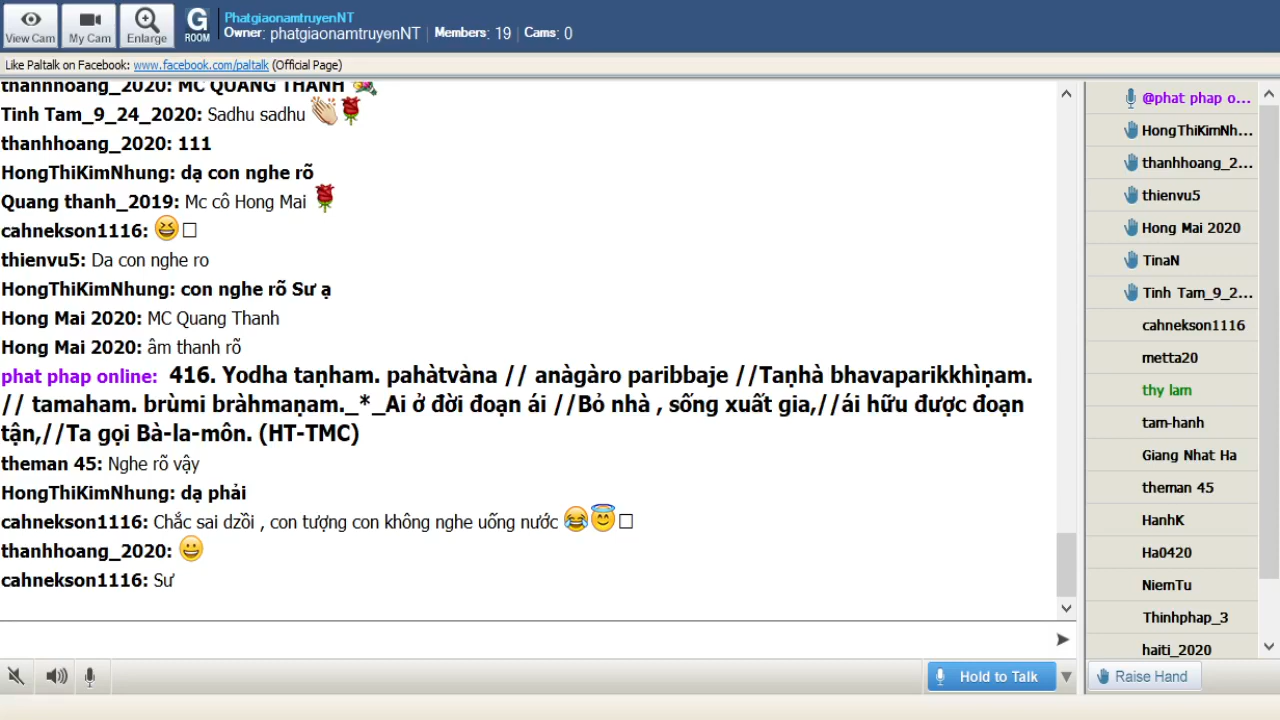 View Cam
My Cam
Enlarge
G
ROOM
PhatgiaonamtruyenNT
Owner: phatgiaonamtruyenNT | Members: 19 | Cams: 0
Like Paltalk on Facebook: www.facebook.com/paltalk (Official Page)
thanhhoang_2020: MC QUANG THANH
Tinh Tam_9_24_2020: Sadhu sadhu
thanhhoang_2020: 111
HongThiKimNhung: dạ con nghe rõ
Quang thanh_2019: Mc cô Hong Mai
cahnekson1116:
thienvu5: Da con nghe ro
HongThiKimNhung: con nghe rõ Sư ạ
Hong Mai 2020: MC Quang Thanh
Hong Mai 2020: âm thanh rõ
phat phap online: 416. Yodha taṇham. pahàtvàna // anàgàro paribbaje //Taṇhà bhavaparikkhìṇam.
// tamaham. brùmi bràhmaṇam._*_Ai ở đời đoạn ái //Bỏ nhà , sống xuất gia,//ái hữu được đoạn
tận,//Ta gọi Bà-la-môn. (HT-TMC)
theman 45: Nghe rõ vậy
HongThiKimNhung: dạ phải
cahnekson1116: Chắc sai dzồi , con tượng con không nghe uống nước
thanhhoang_2020:
cahnekson1116: Sư
@phat phap o...
HongThiKimNh...
thanhhoang_2...
thienvu5
Hong Mai 2020
TinaN
Tinh Tam_9_2...
cahnekson1116
metta20
thy lam
tam-hanh
Giang Nhat Ha
theman 45
HanhK
Ha0420
NiemTu
Thinhphap_3
haiti_2020
Hold to Talk
Raise Hand